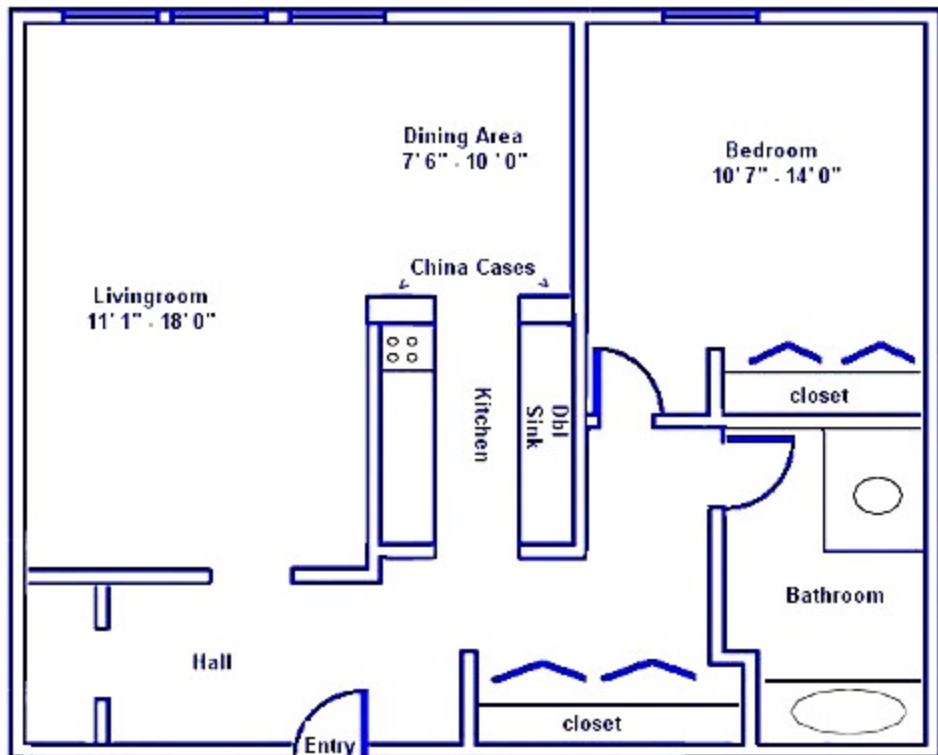 Dining Area
7' 6" - 10 ' 0"
Bedroom
10' 7" - 14' 0"
China Cases
Livingroom
11' 1" - 18' 0"
closet
Kitchen
Dbl
Sink
Bathroom
Hall
closet
Entry